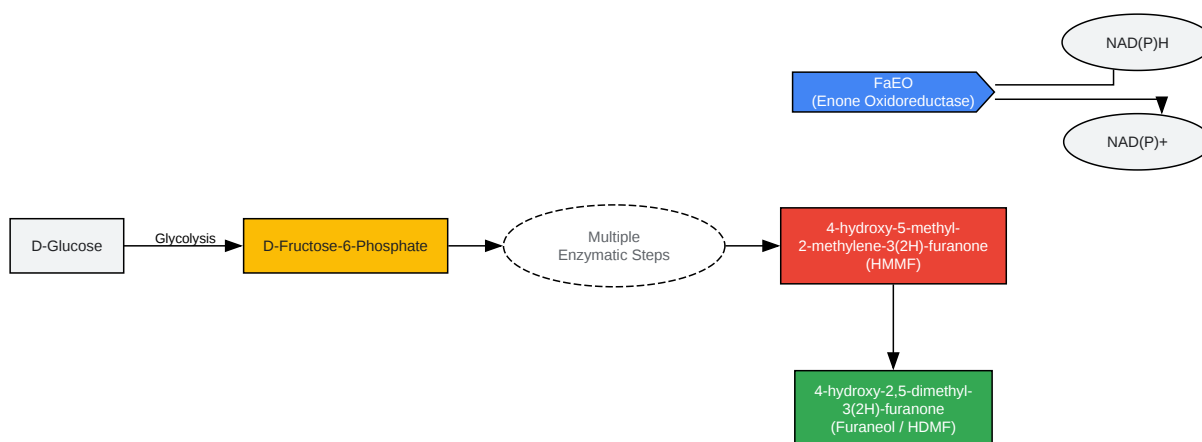 NAD(P)H
FaEO
(Enone Oxidoreductase)
NAD(P)+
D-Glucose
Glycolysis
D-Fructose-6-Phosphate
Multiple
Enzymatic Steps
4-hydroxy-5-methyl-
2-methylene-3(2H)-furanone
(HMMF)
4-hydroxy-2,5-dimethyl-
3(2H)-furanone
(Furaneol / HDMF)